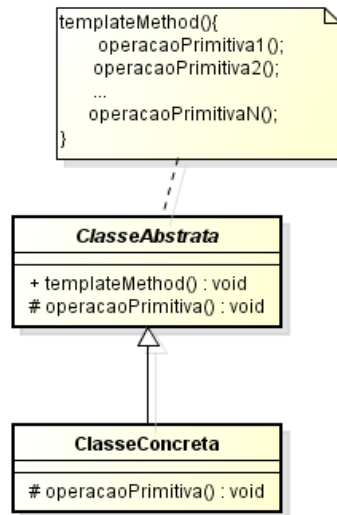 templateMethod(){
operacaoPrimitiva1();
operacaoPrimitiva2();
...
operacaoPrimitivaN();
}
ClasseAbstrata
+ templateMethod() : void
# operacaoPrimitiva() : void
ClasseConcreta
# operacaoPrimitiva() : void